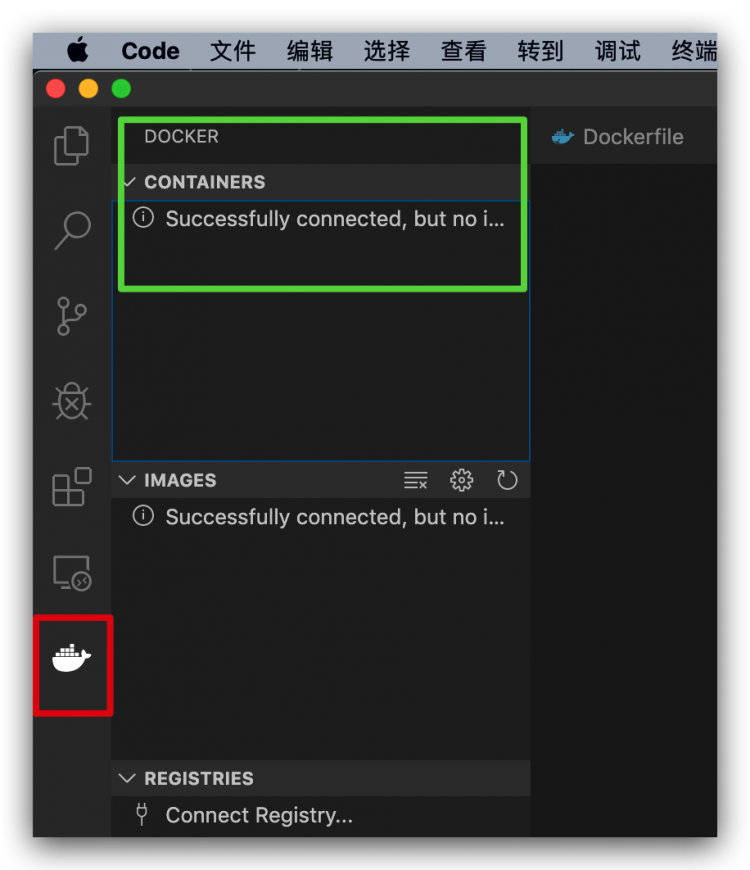 Code 文件 编辑 选择 查看 转到 调试 终端
DOCKER
Dockerfile
CONTAINERS
Successfully connected, but no i...
IMAGES
Successfully connected, but no i...
REGISTRIES
Connect Registry...